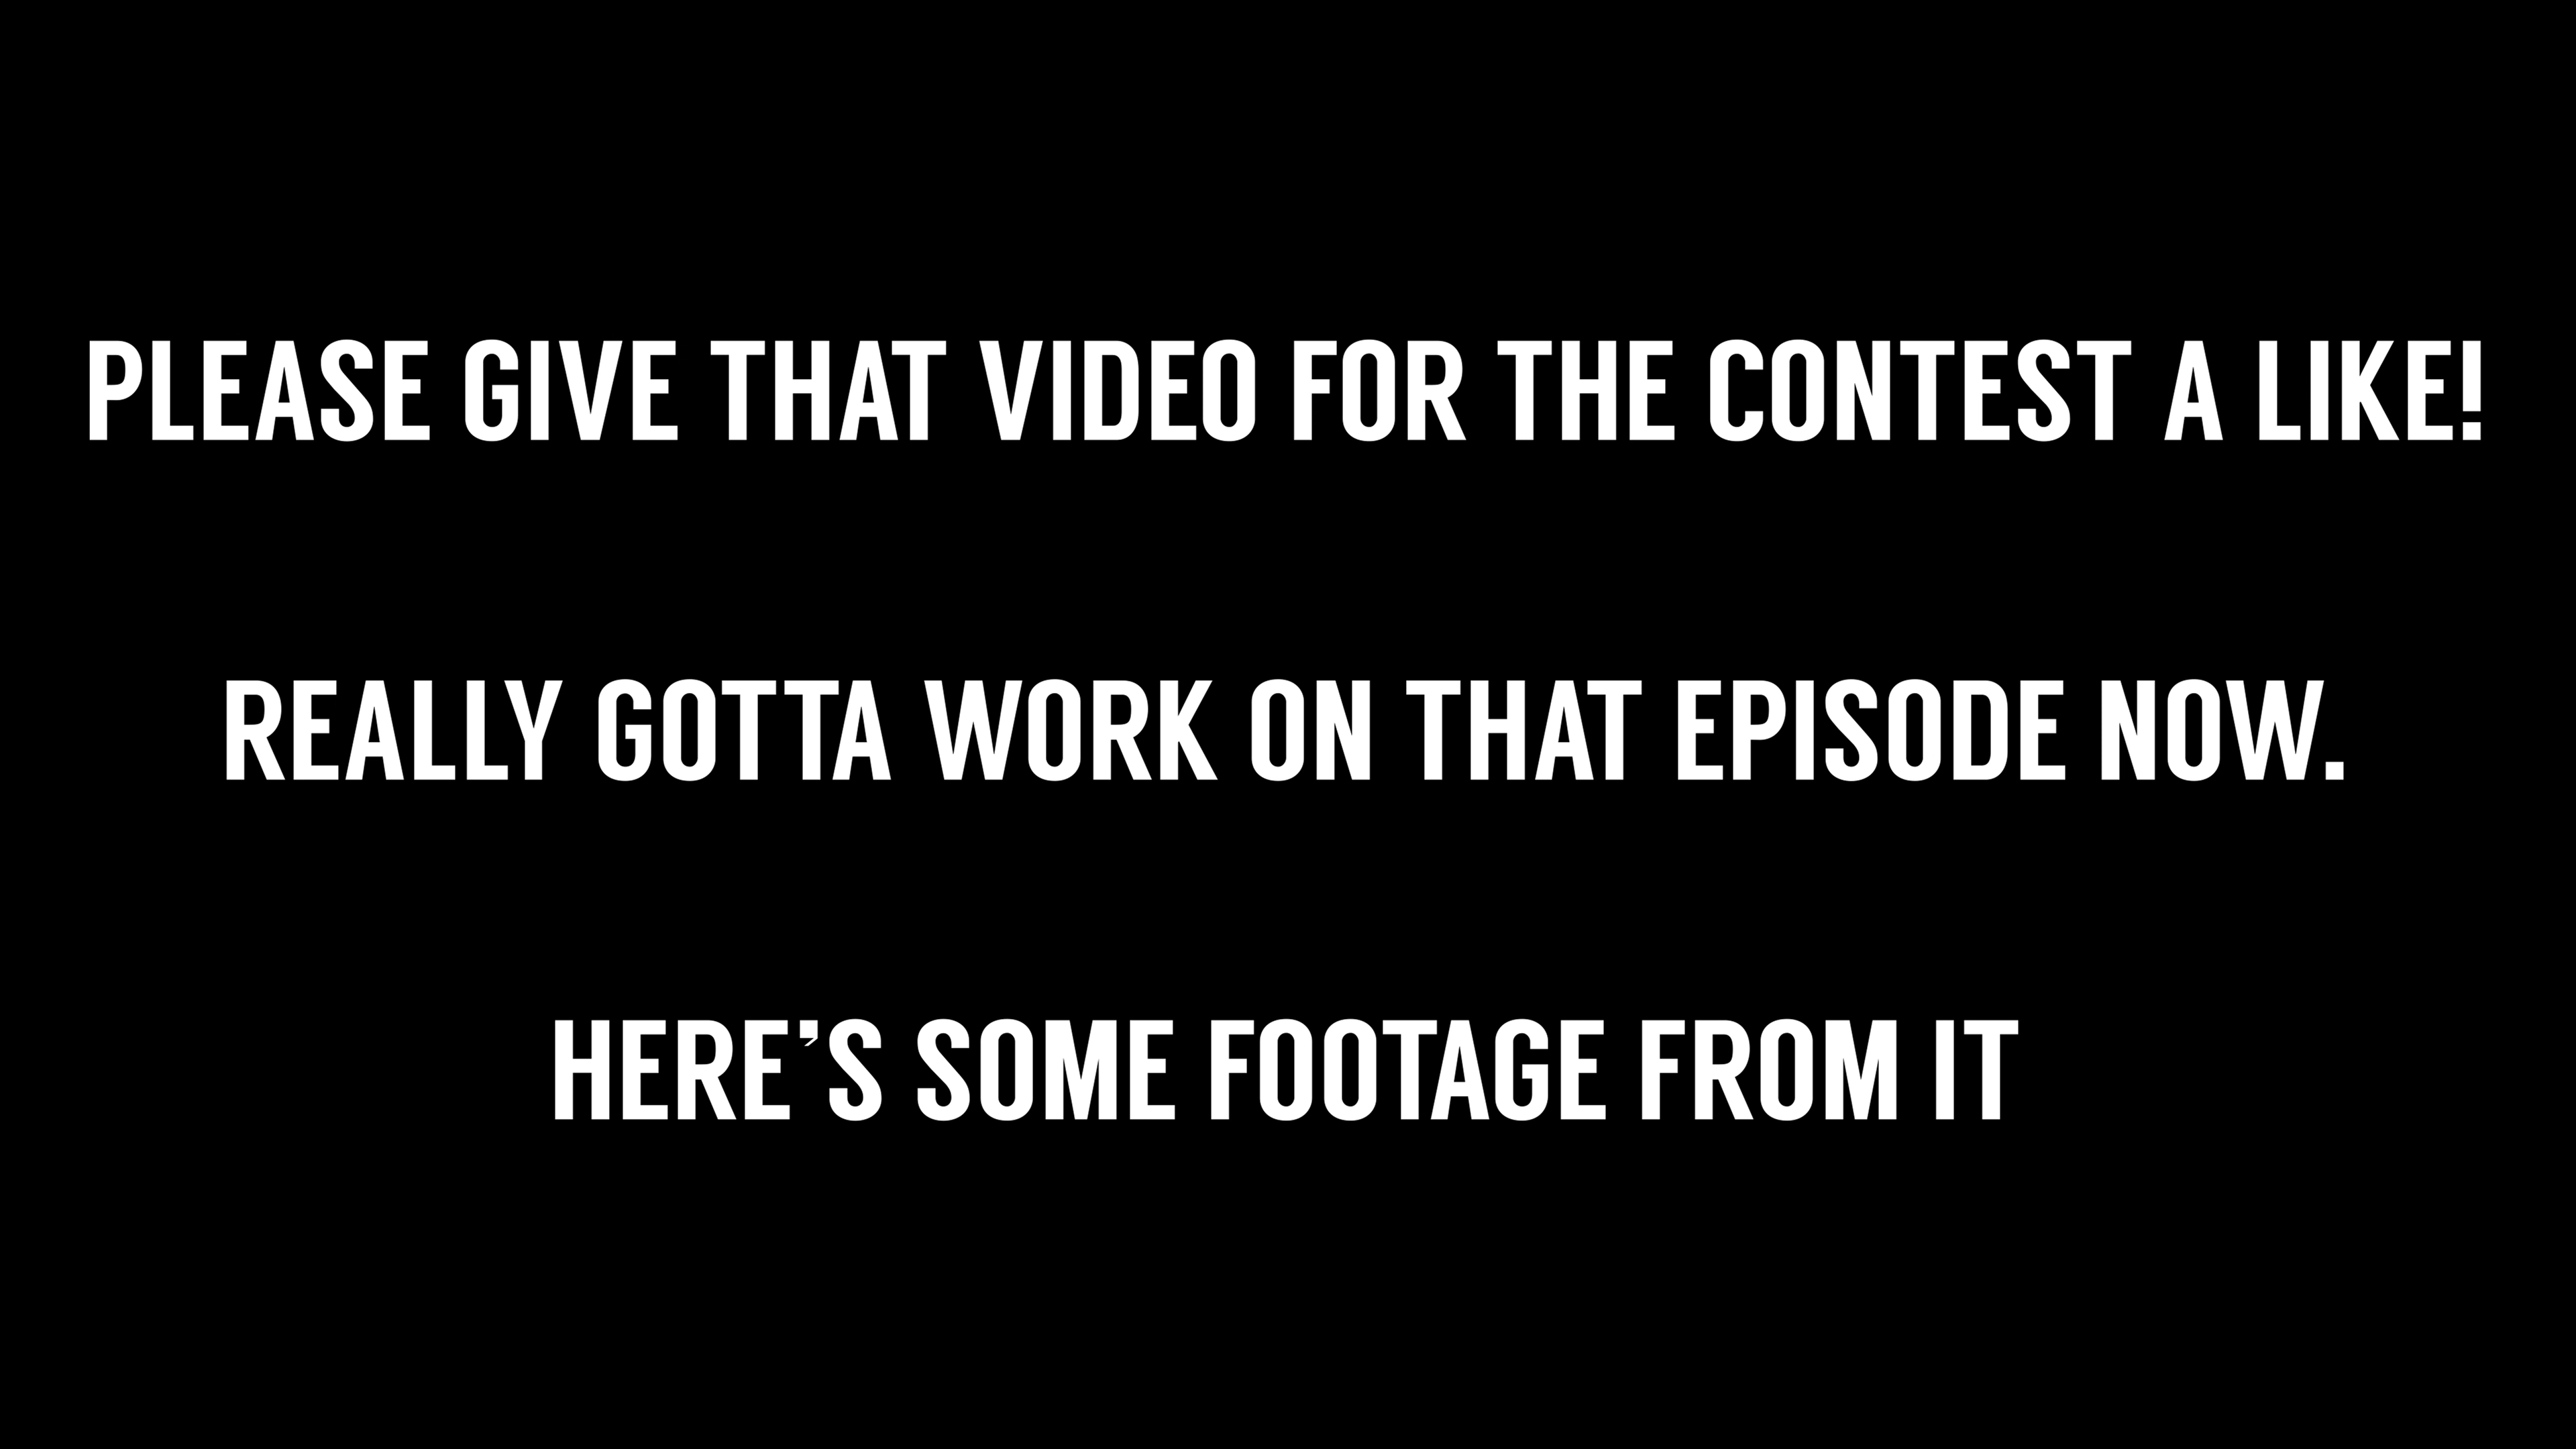 PLEASE GIVE THAT VIDEO FOR THE CONTEST A LIKE!
REALLY GOTTA WORK ON THAT EPISODE NOW.
HERE’S SOME FOOTAGE FROM IT